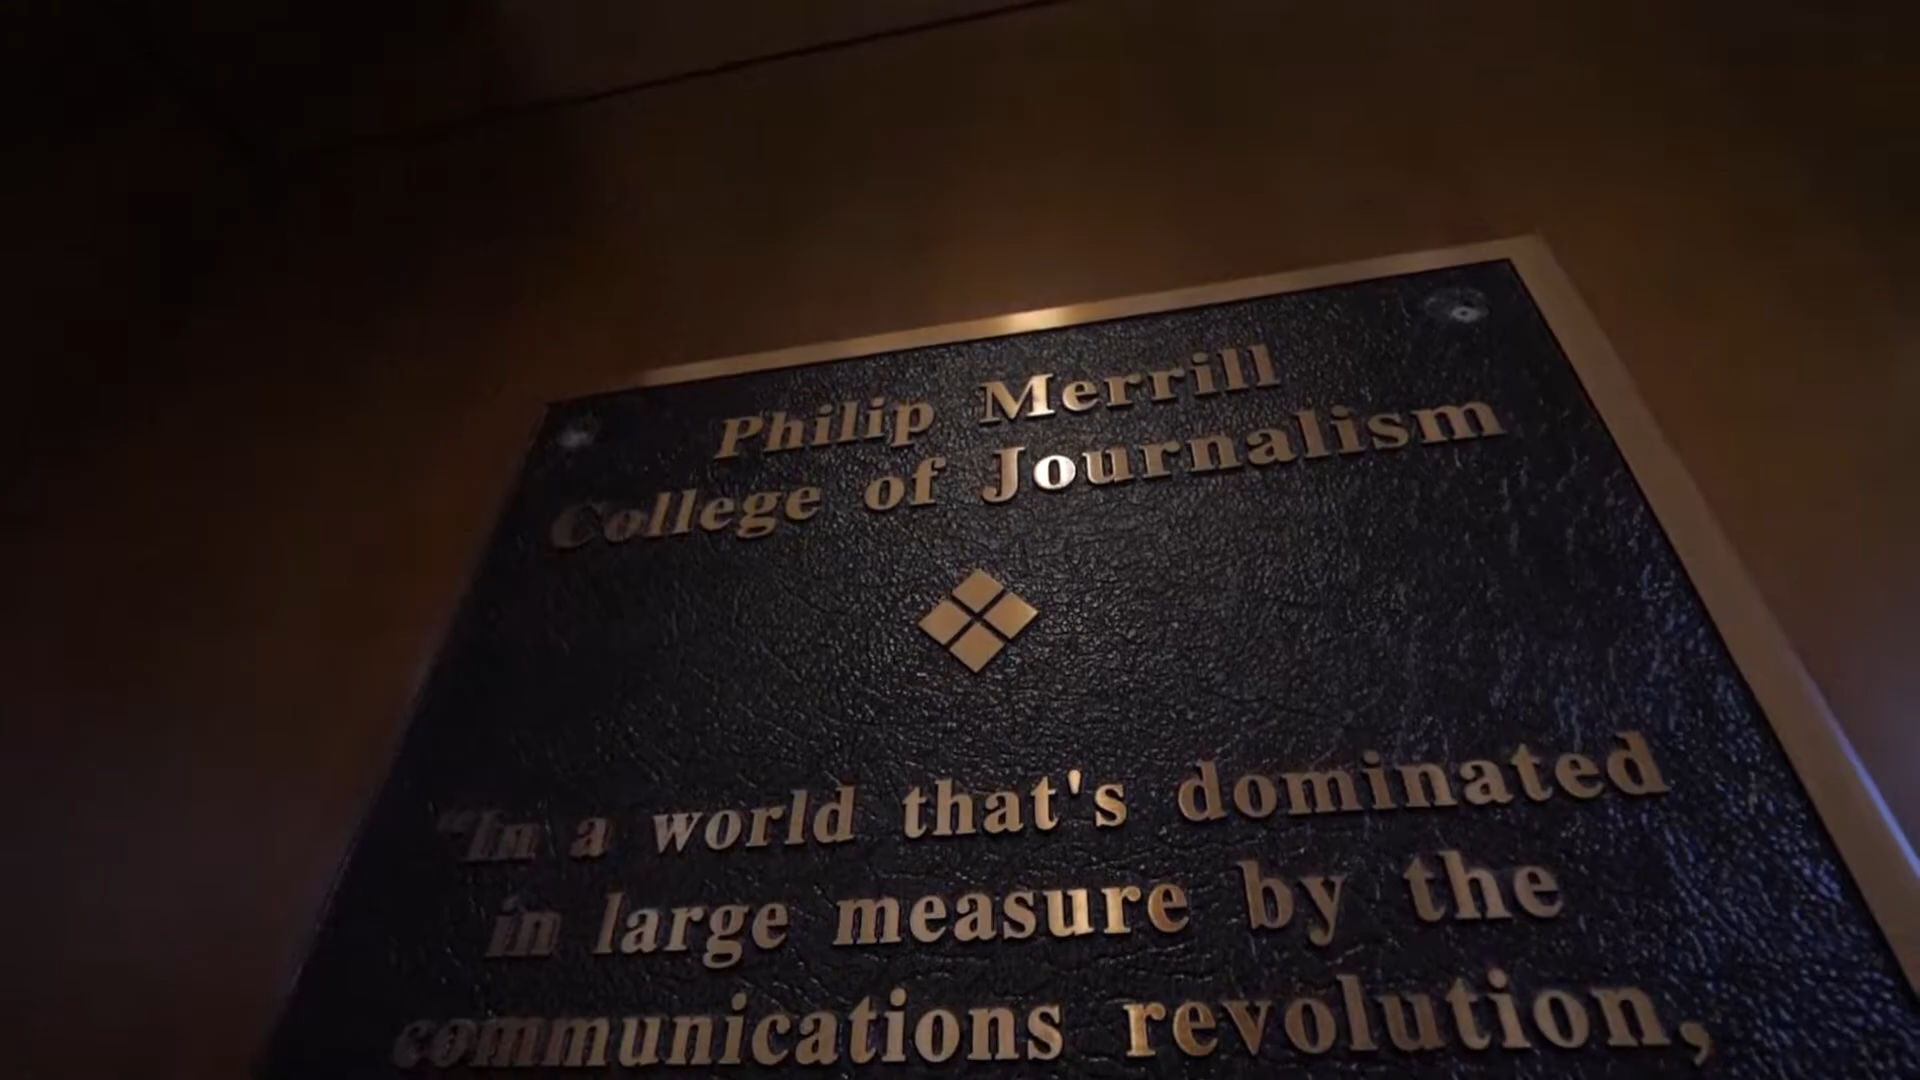 Philip Merrill
College of Journalism
"In a world that's dominated
in large measure by the
communications revolution,